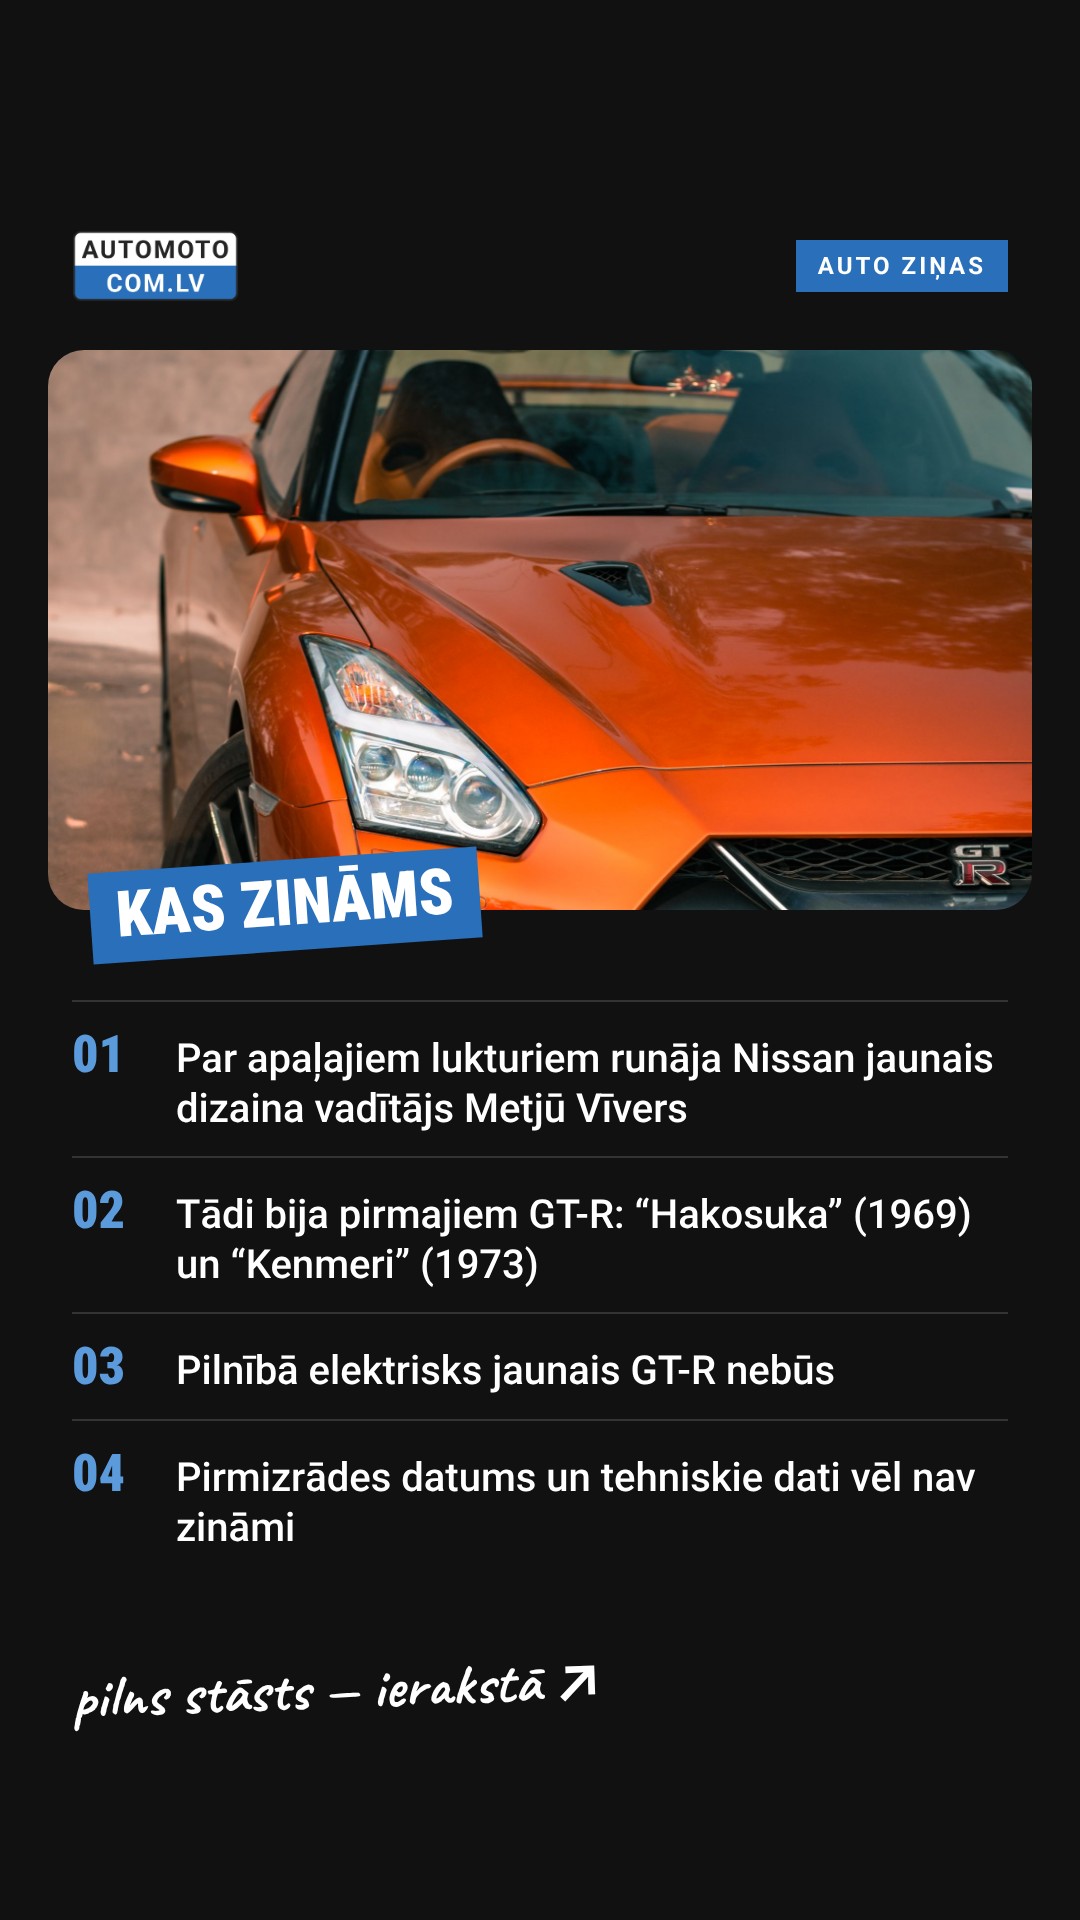 AUTOMOTO
COM.LV
AUTO ZIŅAS
GT
R
KAS ZINĀMS
01 Par apaļajiem lukturiem runāja Nissan jaunais
dizaina vadītājs Metjū Vīvers
02 Tādi bija pirmajiem GT-R: “Hakosuka” (1969)
un “Kenmeri” (1973)
03 Pilnībā elektrisks jaunais GT-R nebūs
04 Pirmizrādes datums un tehniskie dati vēl nav
zināmi
pilns stāsts – ierakstā ↗